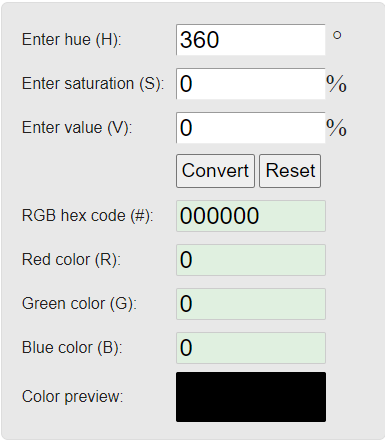 Enter hue (H): 360 °
Enter saturation (S): 0 %
Enter value (V): 0 %
Convert Reset
RGB hex code (#): 000000
Red color (R): 0
Green color (G): 0
Blue color (B): 0
Color preview: